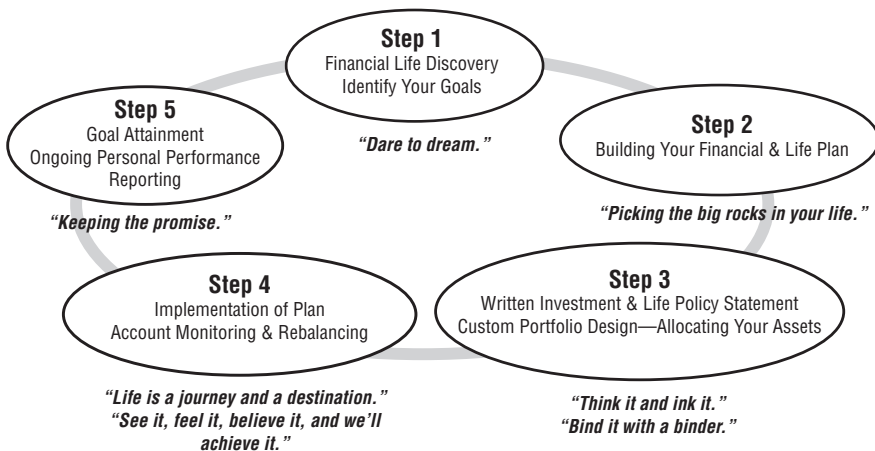 Step 1
Financial Life Discovery
Identify Your Goals
“Dare to dream.”
Step 2
Building Your Financial & Life Plan
“Picking the big rocks in your life.”
Step 3
Written Investment & Life Policy Statement
Custom Portfolio Design—Allocating Your Assets
“Think it and ink it.”
“Bind it with a binder.”
Step 4
Implementation of Plan
Account Monitoring & Rebalancing
“Life is a journey and a destination.”
“See it, feel it, believe it, and we’ll
achieve it.”
Step 5
Goal Attainment
Ongoing Personal Performance
Reporting
“Keeping the promise.”